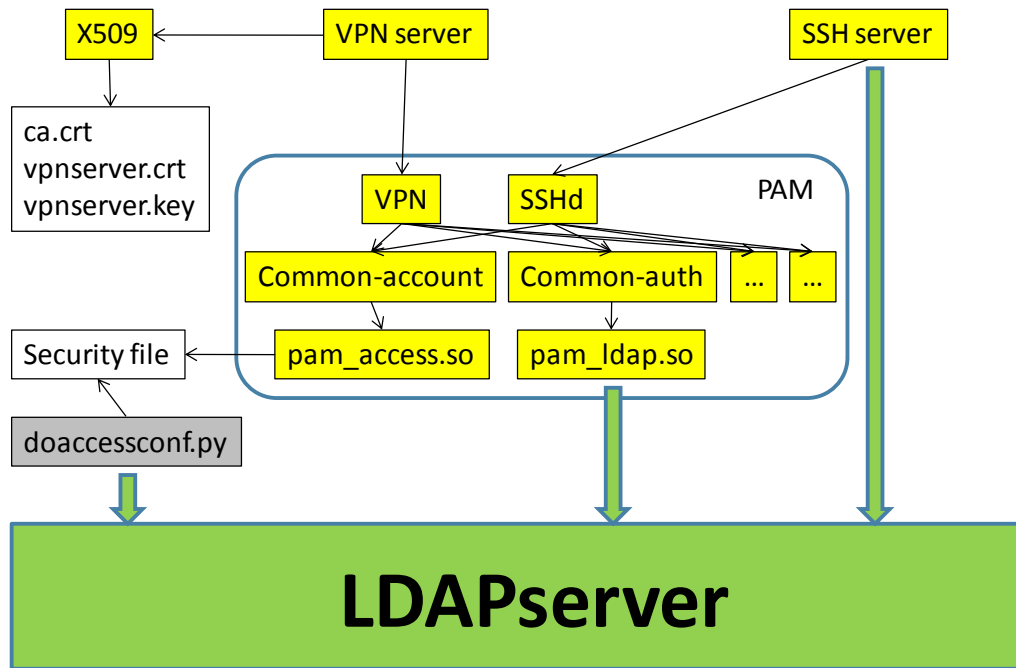 X509
VPN server
SSH server
ca.crt
vpnserver.crt
vpnserver.key
VPN
SSHd
PAM
Common-account
Common-auth
...
...
Security file
pam_access.so
pam_ldap.so
doaccessconf.py
LDAPserver